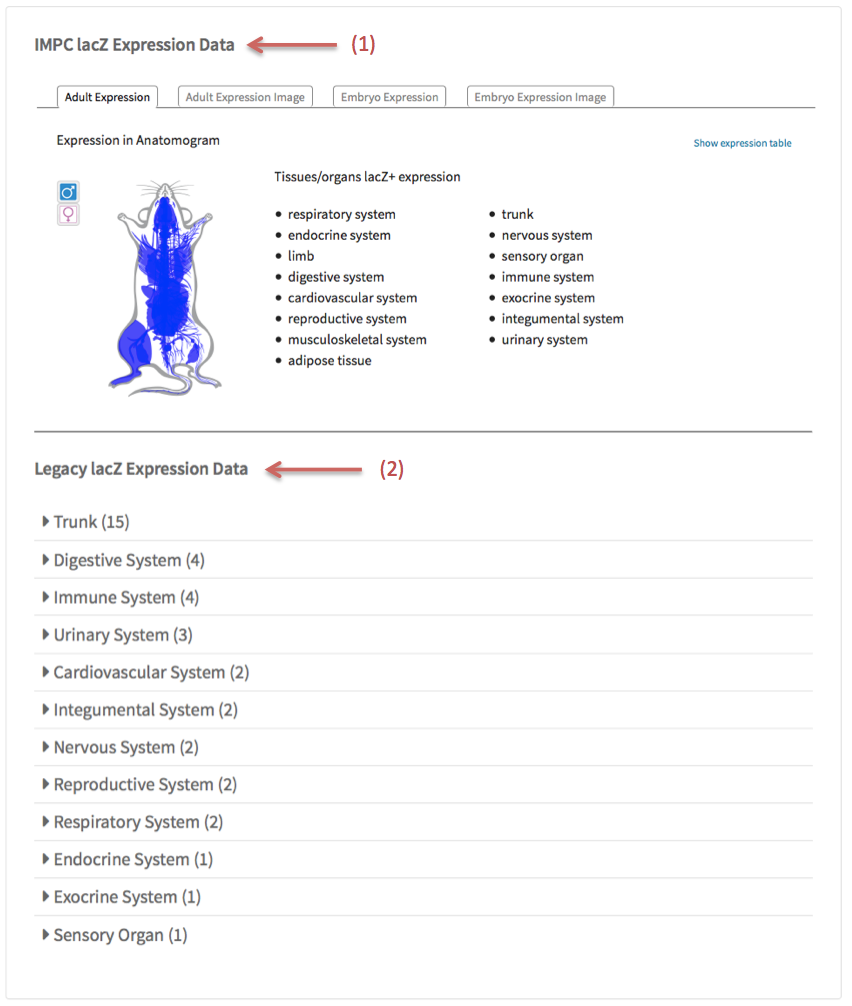 IMPC lacZ Expression Data (1)
Adult Expression Adult Expression Image Embryo Expression Embryo Expression Image
Expression in Anatomogram Show expression table
Tissues/organs lacZ+ expression
• respiratory system
• endocrine system
• limb
• digestive system
• cardiovascular system
• reproductive system
• musculoskeletal system
• adipose tissue
• trunk
• nervous system
• sensory organ
• immune system
• exocrine system
• integumental system
• urinary system
Legacy lacZ Expression Data (2)
Trunk (15)
Digestive System (4)
Immune System (4)
Urinary System (3)
Cardiovascular System (2)
Integumental System (2)
Nervous System (2)
Reproductive System (2)
Respiratory System (2)
Endocrine System (1)
Exocrine System (1)
Sensory Organ (1)